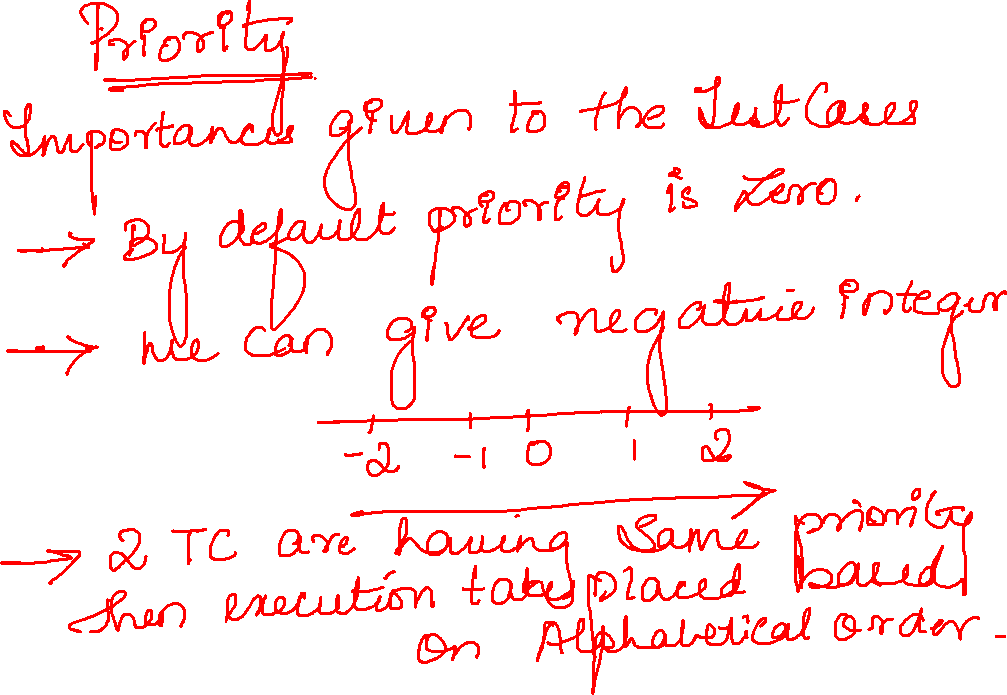 Priority
Importances given to the Test Cases
→ By default priority is Zero.
→ We can give negative integer
-2 -1 0 1 2
→ 2 TC are having same priority
then execution takes placed based
on Alphabetical order.